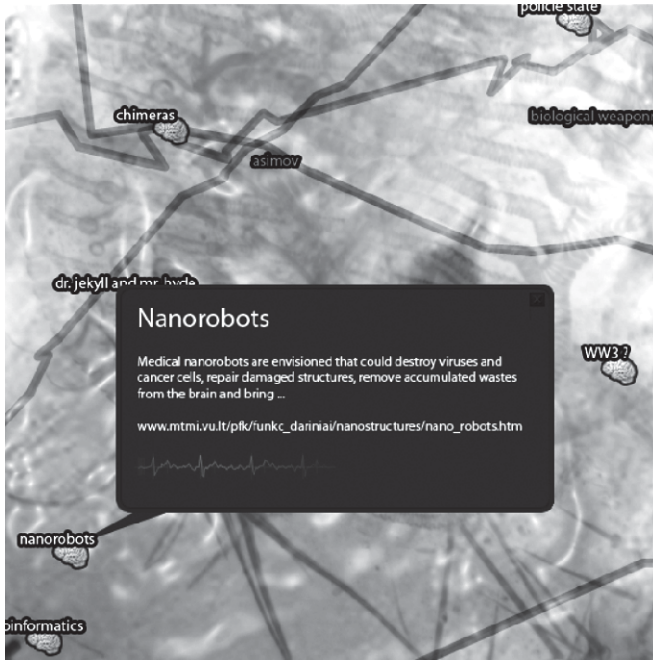 policie state
chimeras
biological weapons
asimov
dr. jekyll and mr. hyde
Nanorobots
Medical nanorobots are envisioned that could destroy viruses and
cancer cells, repair damaged structures, remove accumulated wastes
from the brain and bring ...
www.mtmi.vu.lt/pfk/funkc_dariniai/nanostructures/nano_robots.htm
WW3 ?
nanorobots
oinformatics